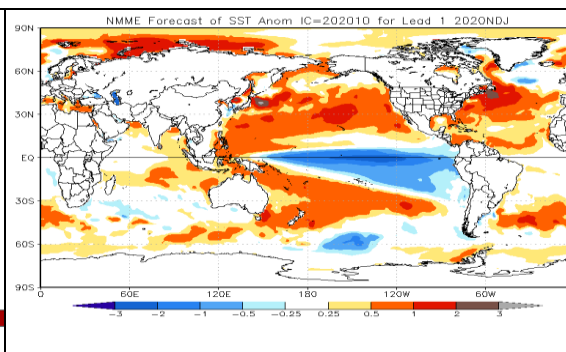 NMME Forecast of SST Anom IC=202010 for Lead 1 2020NDJ
90N
60N
30N
EQ
30S
60S
90S
0 60E 120E 180 120W 60W
-3 -2 -1 -0.5 -0.25 0.25 0.5 1 2 3